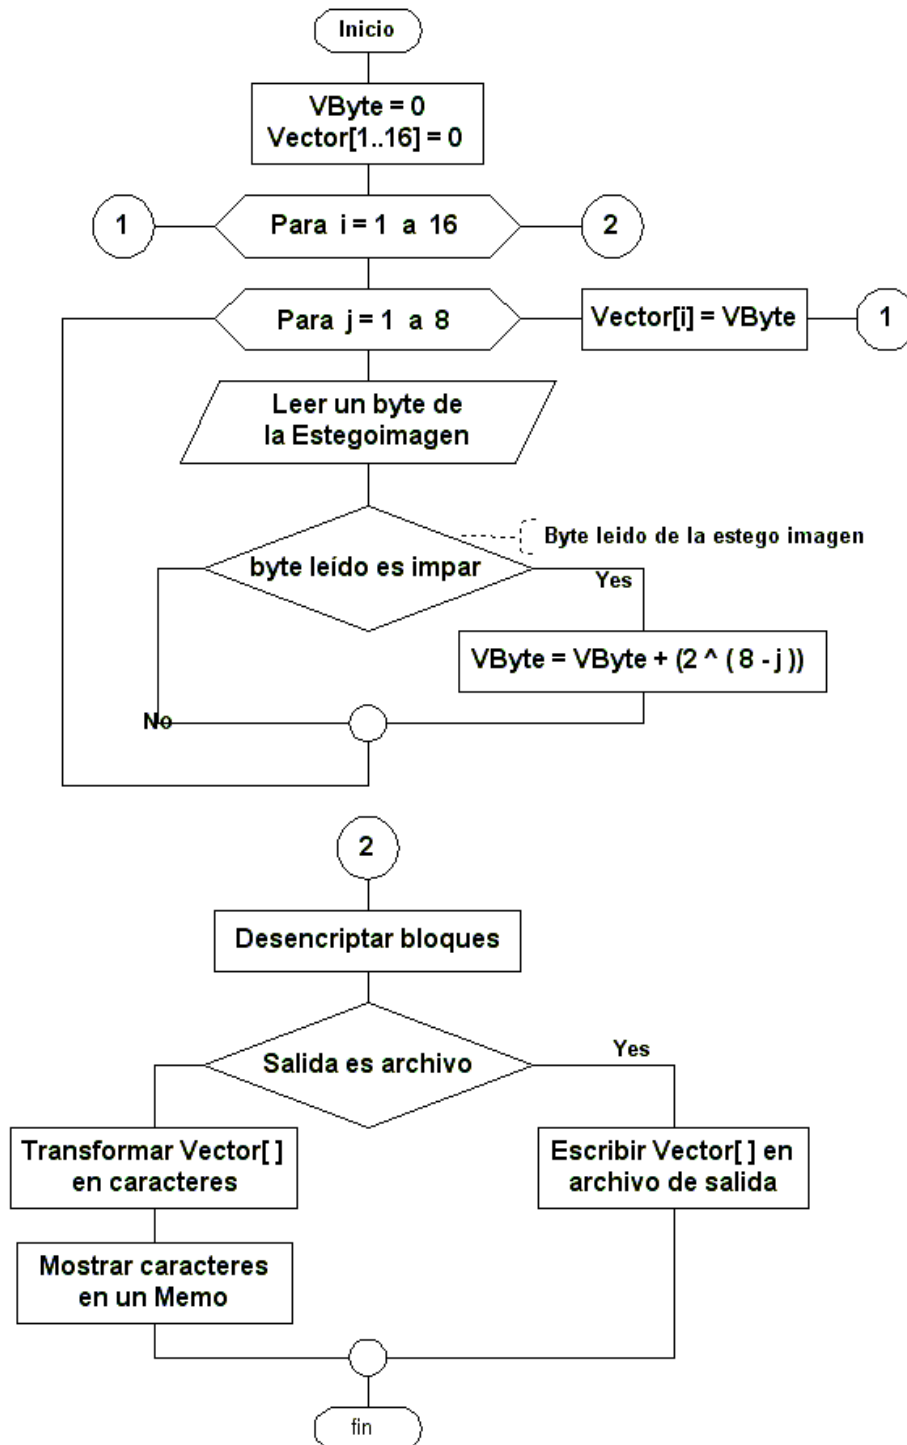 Inicio
VByte = 0
Vector[1..16] = 0
1
Para i = 1 a 16
2
Para j = 1 a 8
Vector[i] = VByte
1
Leer un byte de
la Estegoimagen
Byte leido de la estego imagen
byte leído es impar
Yes
VByte = VByte + (2 ^ ( 8 - j ))
No
2
Desencriptar bloques
Salida es archivo
Yes
Transformar Vector[ ]
en caracteres
Escribir Vector[ ] en
archivo de salida
Mostrar caracteres
en un Memo
fin